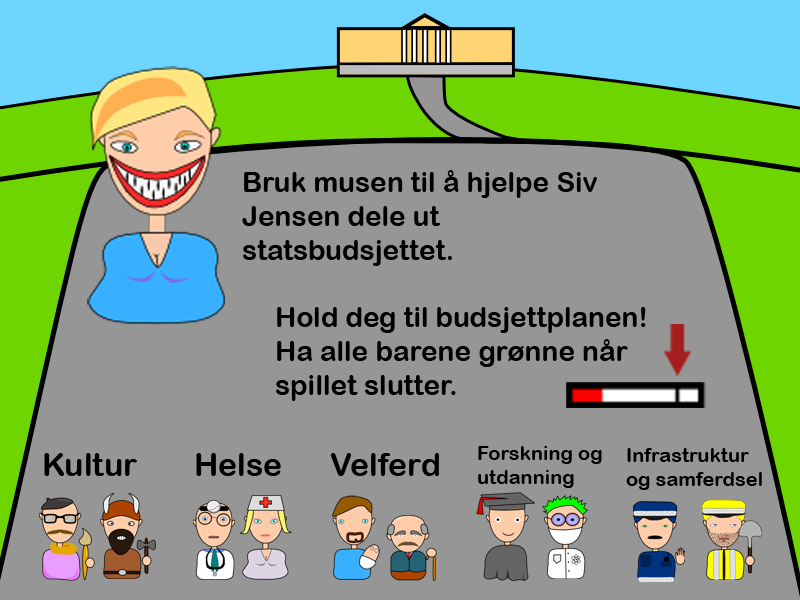 Bruk musen til å hjelpe Siv
Jensen dele ut
statsbudsjettet.
Hold deg til budsjettplanen!
Ha alle barene grønne når
spillet slutter.
Kultur
Helse
Velferd
Forskning og
utdanning
Infrastruktur
og samferdsel